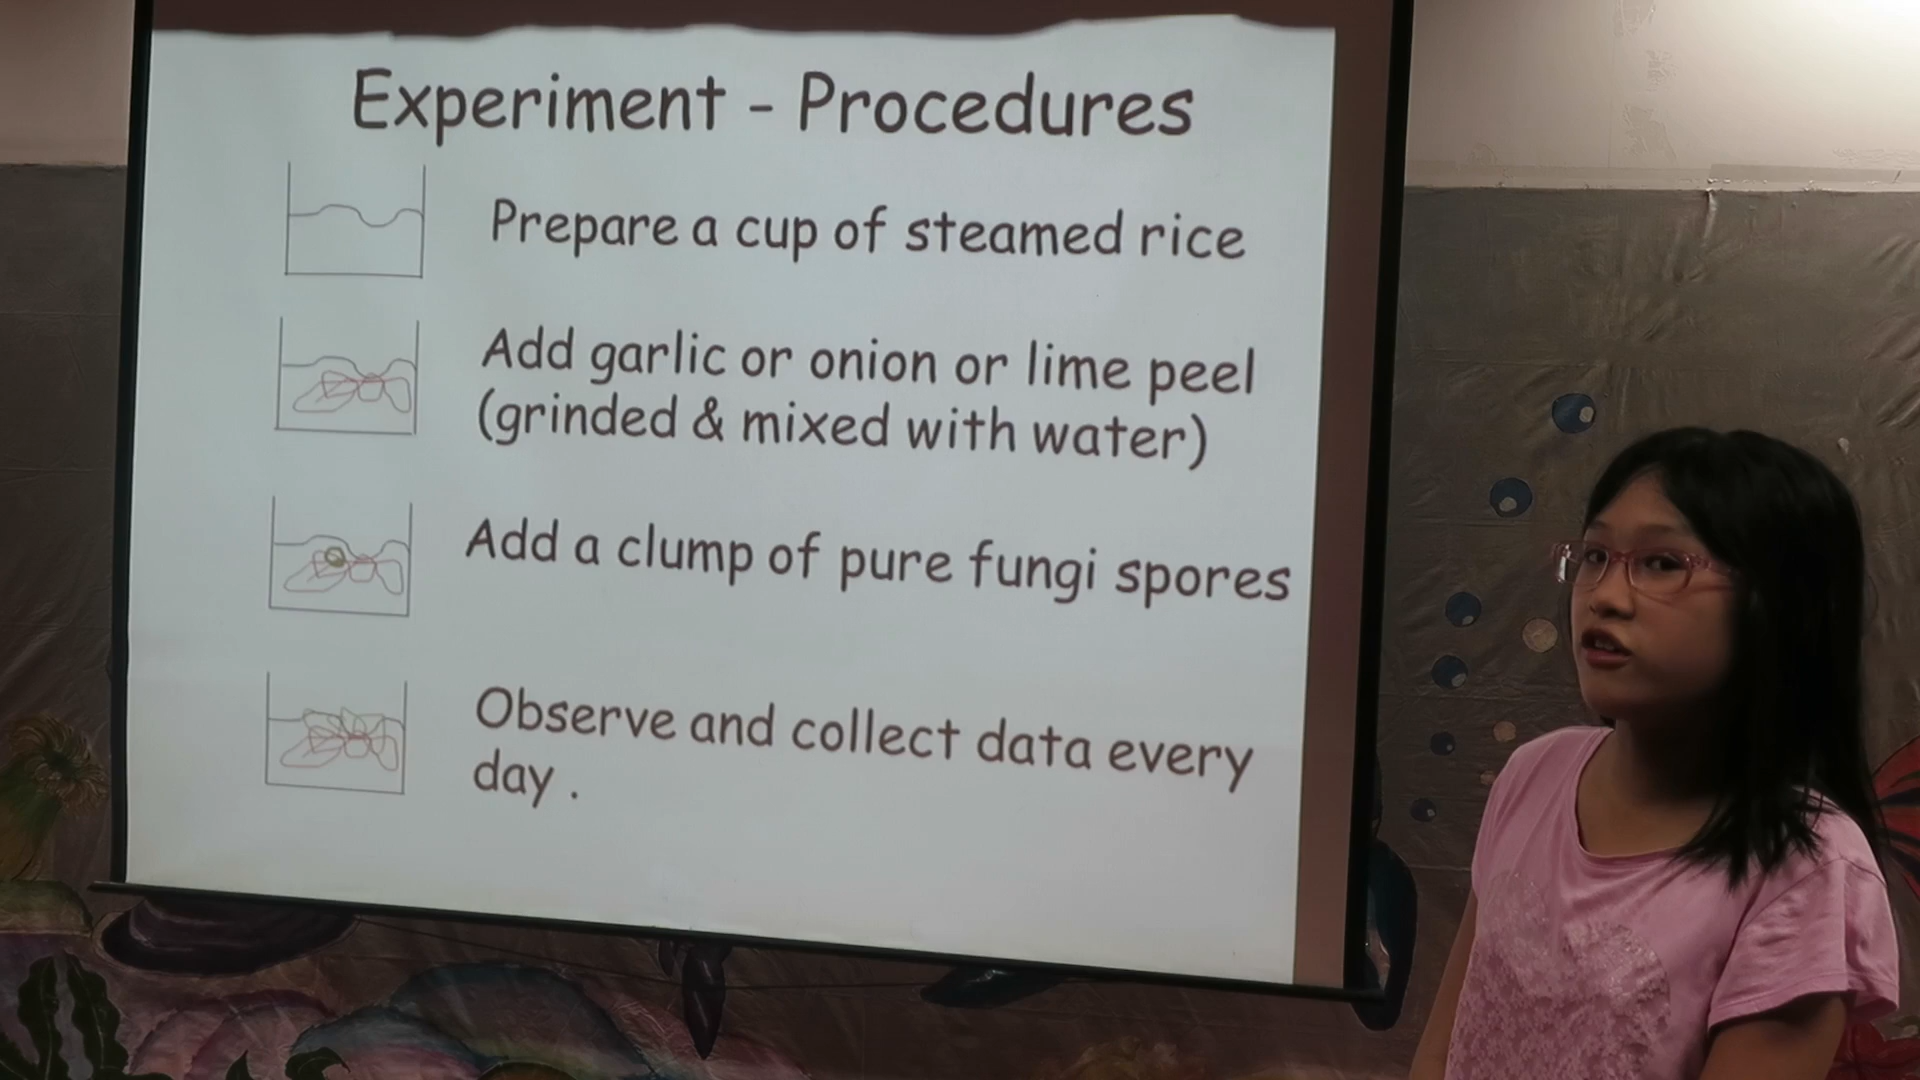 Experiment - Procedures
Prepare a cup of steamed rice
Add garlic or onion or lime peel
(grinded & mixed with water)
Add a clump of pure fungi spores
Observe and collect data every
day .